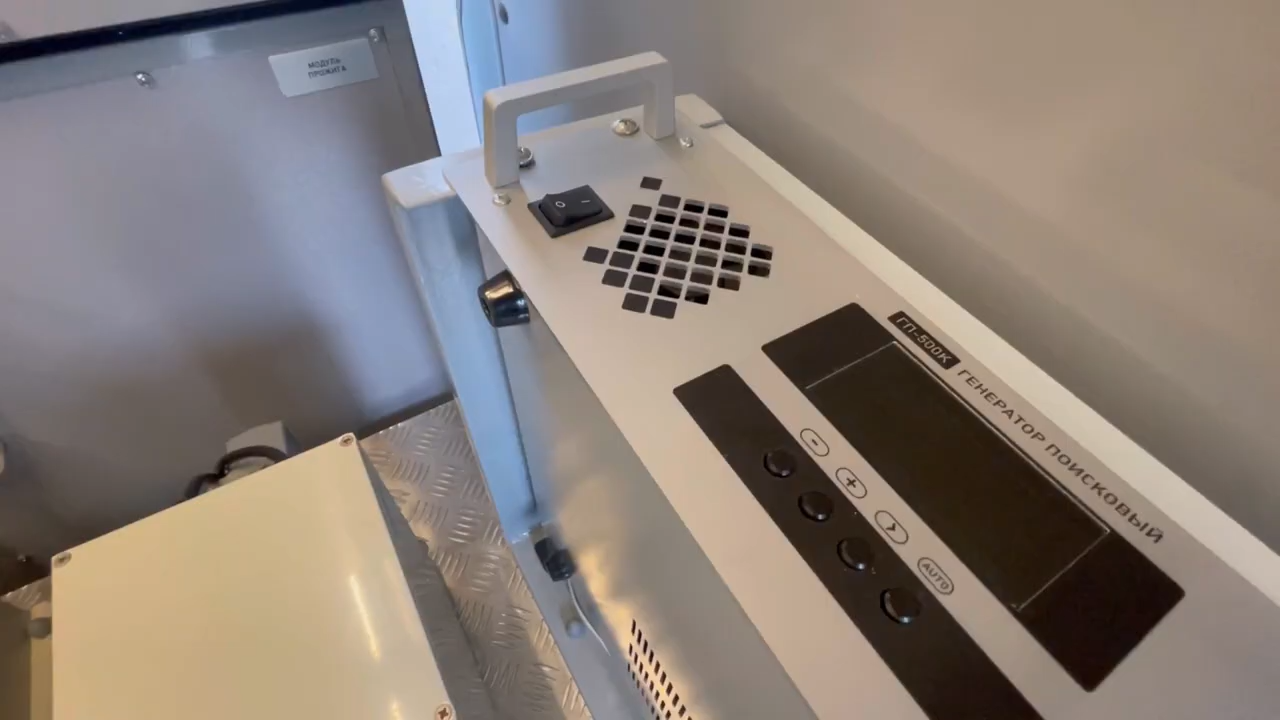 МОДУЛЬ
ПРОЖИГА
O
ГП-500К
ГЕНЕРАТОР ПОИСКОВЫЙ
-
+
>
AUTO